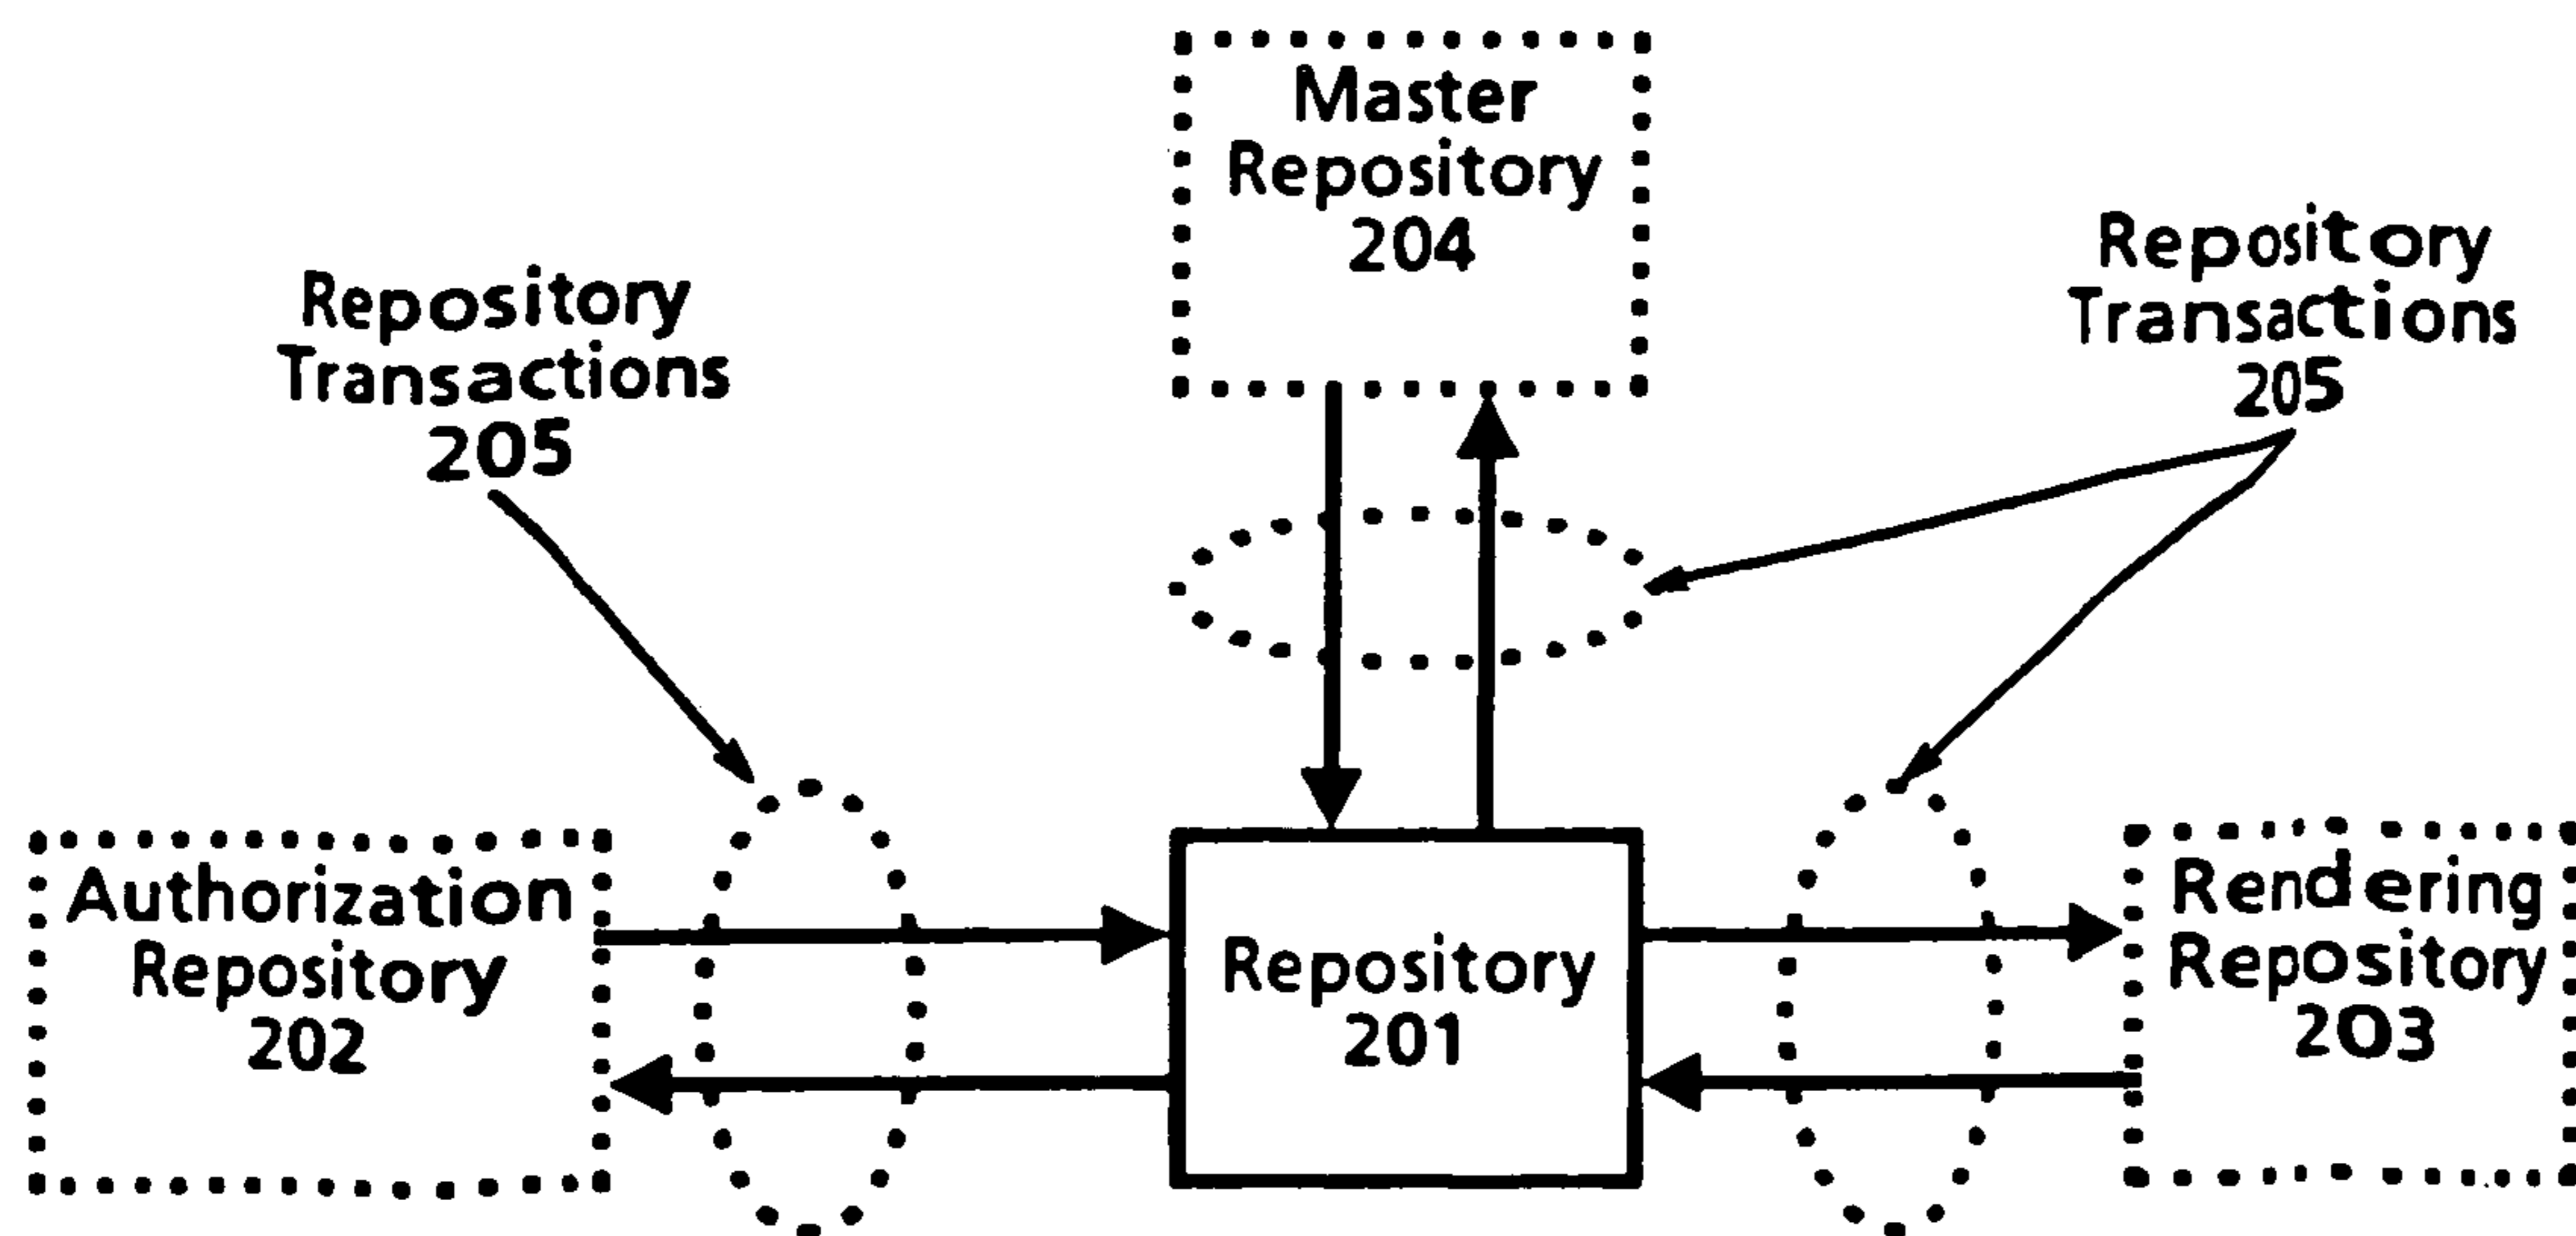 Master
Repository
204
Repository
Transactions
205
Repository
Transactions
205
Authorization
Repository
202
Repository
201
Rendering
Repository
203